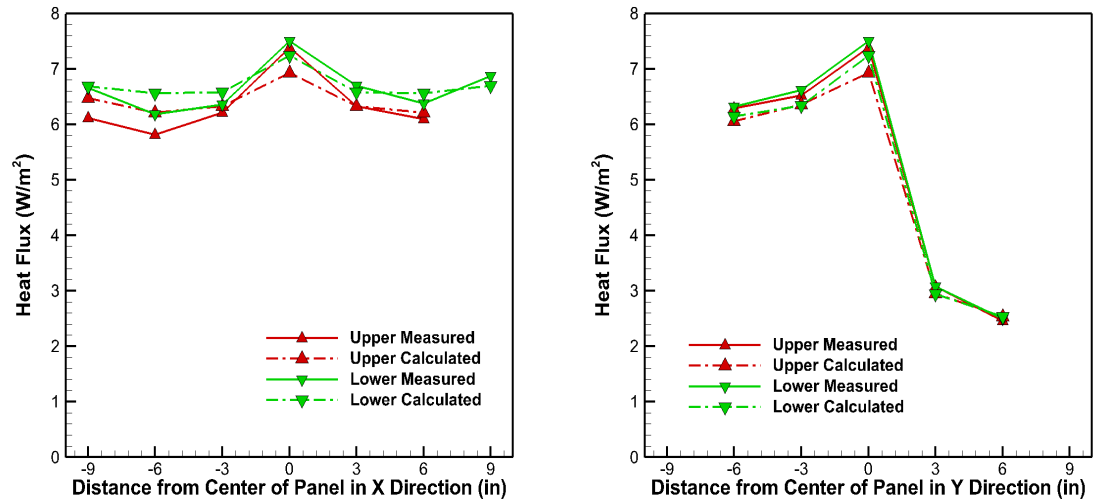 8
7
6
5
4
3
2
1
0
Heat Flux (W/m²)
Upper Measured
Upper Calculated
Lower Measured
Lower Calculated
-9 -6 -3 0 3 6 9
Distance from Center of Panel in X Direction (in)
8
7
6
5
4
3
2
1
0
Heat Flux (W/m²)
Upper Measured
Upper Calculated
Lower Measured
Lower Calculated
-9 -6 -3 0 3 6 9
Distance from Center of Panel in Y Direction (in)